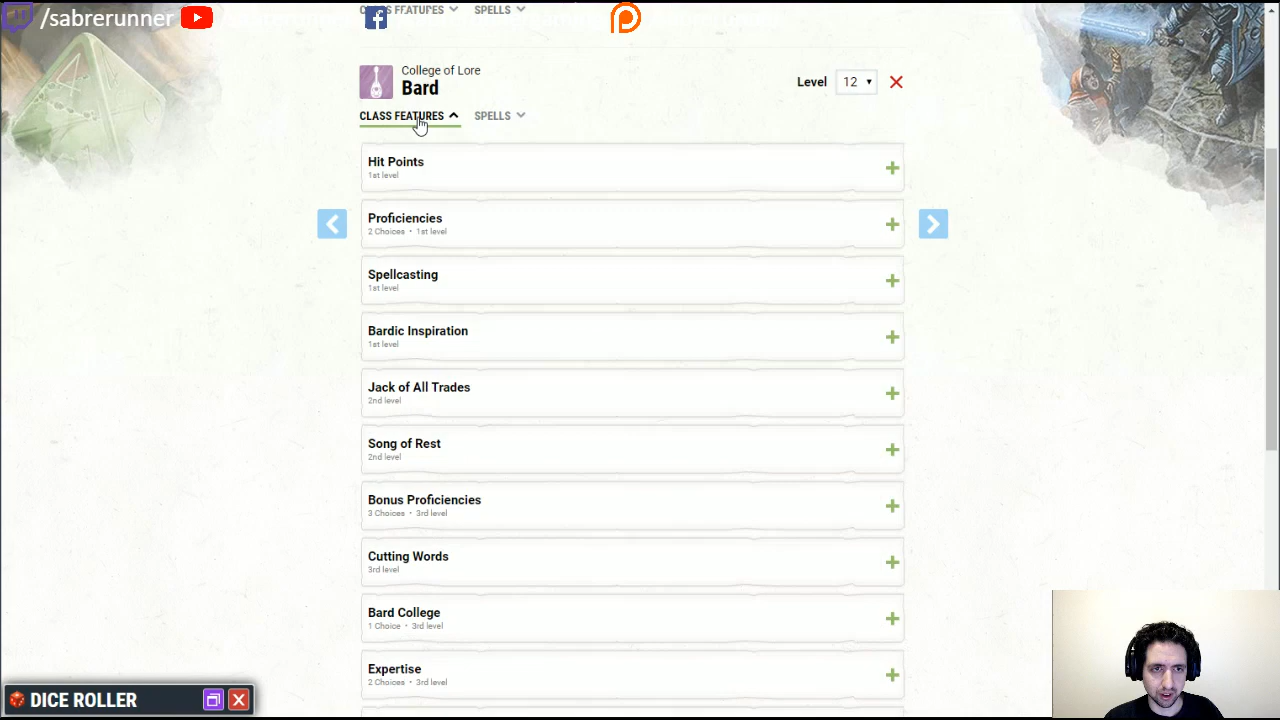 /sabrerunner
CLASS FEATURES SPELLS
College of Lore
Bard
Level 12
CLASS FEATURES SPELLS
Hit Points
1st level
Proficiencies
2 Choices • 1st level
Spellcasting
1st level
Bardic Inspiration
1st level
Jack of All Trades
2nd level
Song of Rest
2nd level
Bonus Proficiencies
3 Choices • 3rd level
Cutting Words
3rd level
Bard College
1 Choice • 3rd level
Expertise
2 Choices • 3rd level
DICE ROLLER